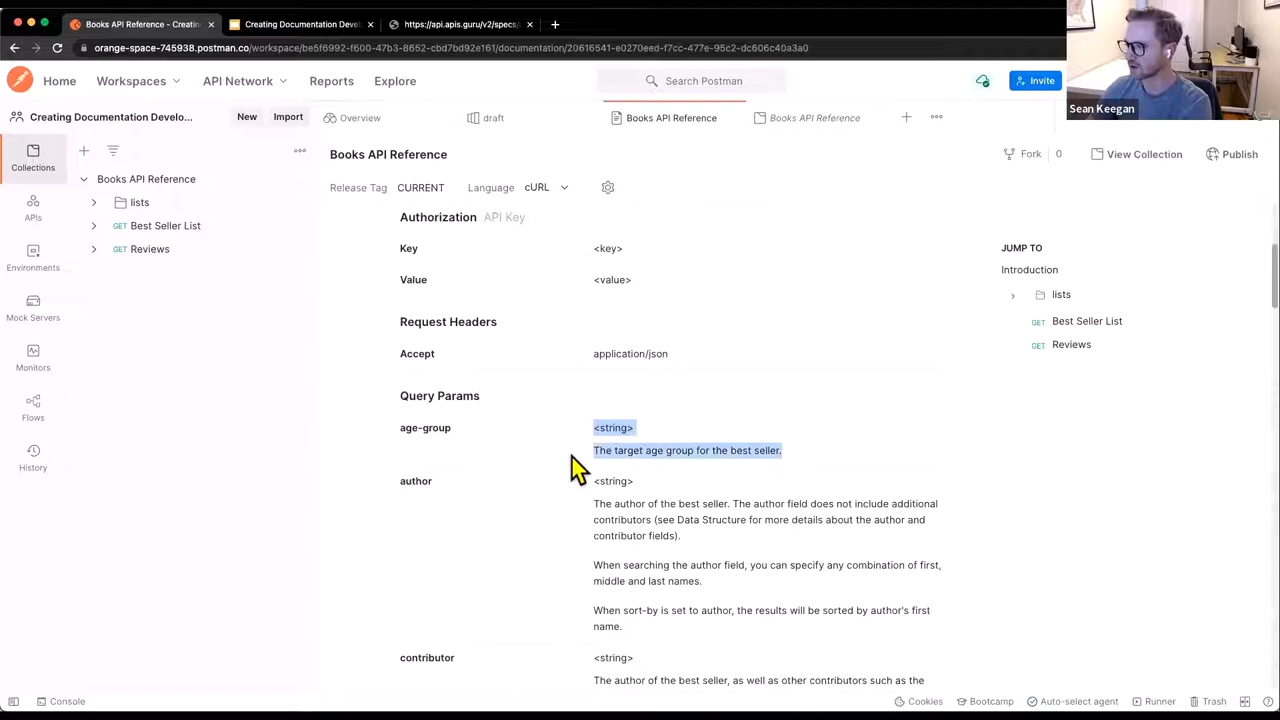 Books API Reference - Creating
Creating Documentation Devel
https://api.apis.guru/v2/specs
orange-space-745938.postman.co/workspace/be5f6992-f600-47b3-8652-cbd7bd92e161/documentation/20616541-e0270eed-f7cc-477e-95c2-dc606c40a3a0
Sean Keegan
Home
Workspaces
API Network
Reports
Explore
Search Postman
Invite
Creating Documentation Develo...
New
Import
Overview
draft
Books API Reference
Books API Reference
Collections
APIs
Environments
Mock Servers
Monitors
Flows
History
Books API Reference
lists
GET Best Seller List
GET Reviews
Books API Reference
Fork 0
View Collection
Publish
Release Tag CURRENT
Language cURL
Authorization API Key
Key <key>
Value <value>
Request Headers
Accept application/json
Query Params
age-group <string>
The target age group for the best seller.
author <string>
The author of the best seller. The author field does not include additional
contributors (see Data Structure for more details about the author and
contributor fields).
When searching the author field, you can specify any combination of first,
middle and last names.
When sort-by is set to author, the results will be sorted by author's first
name.
contributor <string>
The author of the best seller, as well as other contributors such as the
JUMP TO
Introduction
lists
GET Best Seller List
GET Reviews
Console
Cookies
Bootcamp
Auto-select agent
Runner
Trash